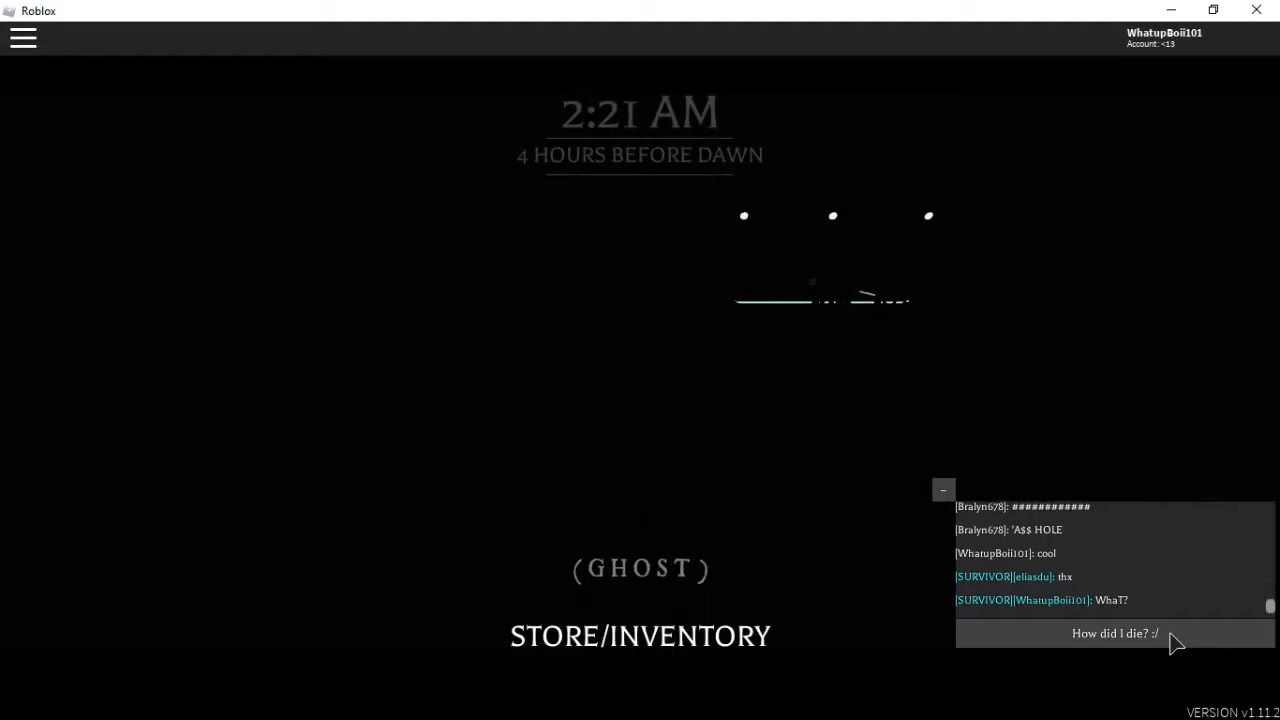 Roblox
WhatupBoii101
Account: <13
2:21 AM
4 HOURS BEFORE DAWN
[Bralyn678]: ############
[Bralyn678]: 'A$$ HOLE
[WhatupBoii101]: cool
[SURVIVOR][eliasdu]: thx
[SURVIVOR][WhatupBoii101]: WhaT?
How did I die? :/
(GHOST)
STORE/INVENTORY
VERSION v1.11.2